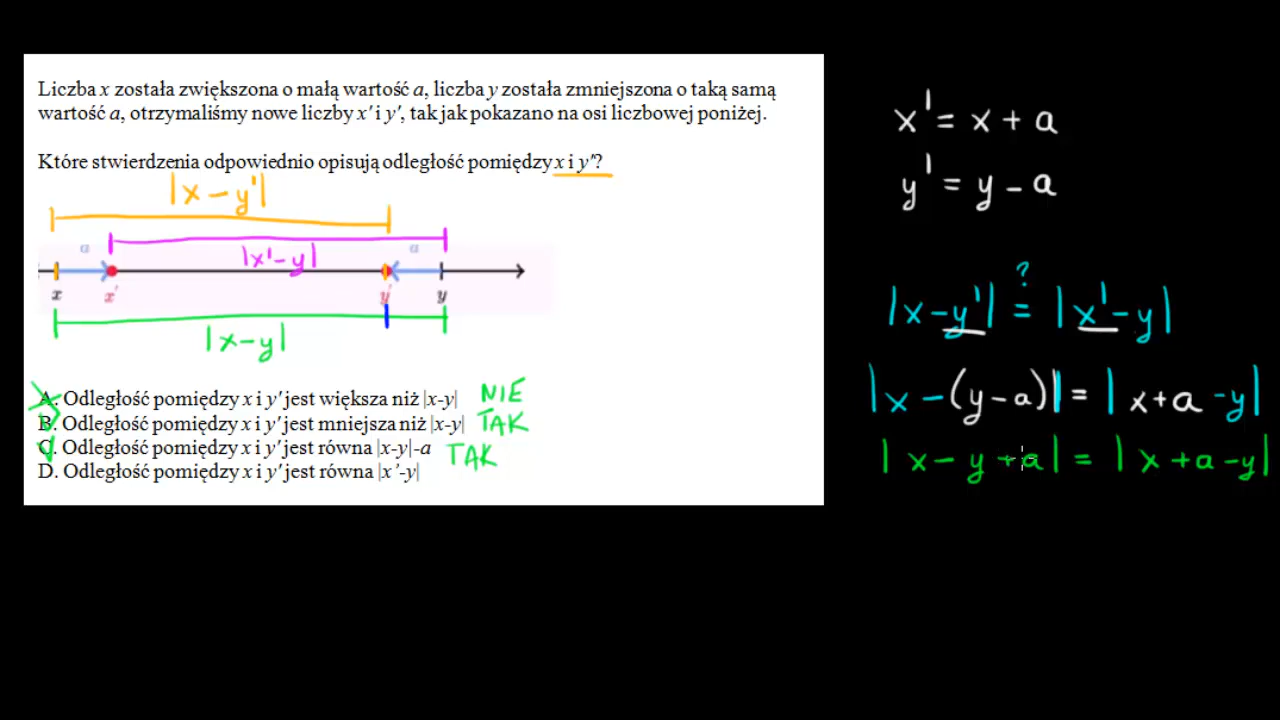 Liczba x została zwiększona o małą wartość a, liczba y została zmniejszona o taką samą
wartość a, otrzymaliśmy nowe liczby x' i y', tak jak pokazano na osi liczbowej poniżej.
Które stwierdzenia odpowiednio opisują odległość pomiędzy x i y'?
|x-y'|
a
a
|x'-y|
x
x'
y'
y
|x-y|
A. Odległość pomiędzy x i y' jest większa niż |x-y| NIE
B. Odległość pomiędzy x i y' jest mniejsza niż |x-y| TAK
C. Odległość pomiędzy x i y' jest równa |x-y|-a TAK
D. Odległość pomiędzy x i y' jest równa |x'-y|
x' = x + a
y' = y - a
?
|x-y'| = |x'-y|
|x-(y-a)| = |x+a-y|
|x-y+a| = |x+a-y|